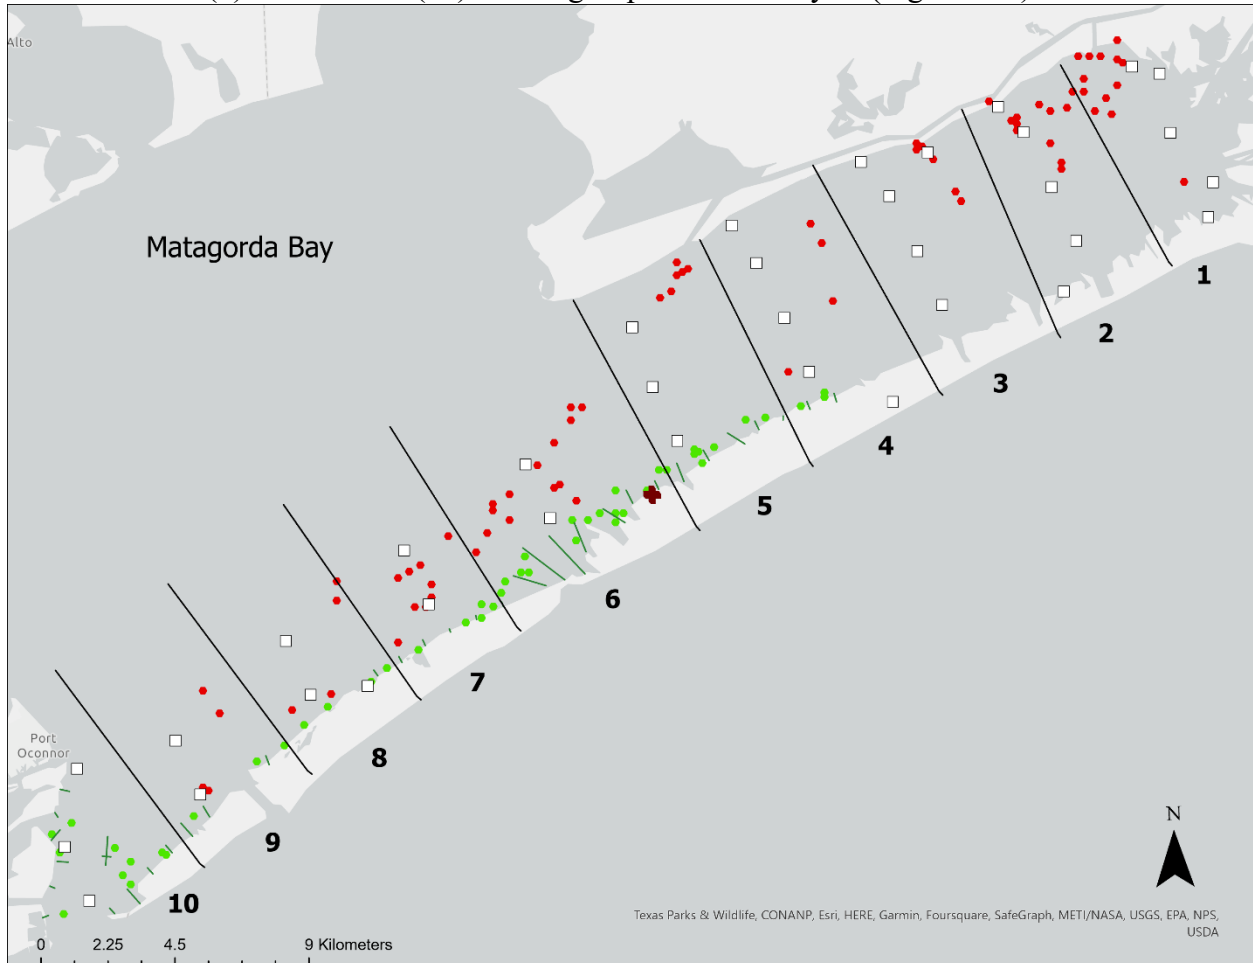 Alto
Matagorda Bay
1
2
3
4
5
6
7
8
9
10
Port
Oconnor
N
Texas Parks & Wildlife, CONANP, Esri, HERE, Garmin, Foursquare, SafeGraph, METI/NASA, USGS, EPA, NPS,
USDA
0 2.25 4.5 9 Kilometers